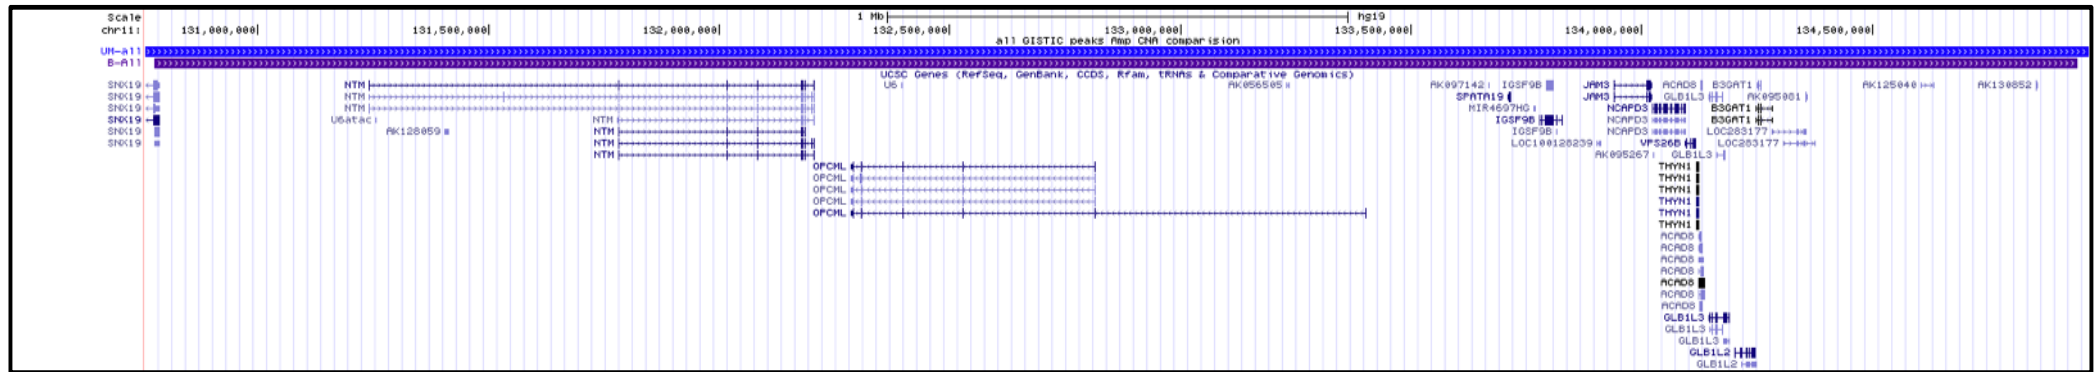 Scale 1 Mb hg19
chr11: 131,000,000 131,500,000 132,000,000 132,500,000 133,000,000 133,500,000 134,000,000 134,500,000
all GISTIC peaks Amp CNA comparision
UM-all
B-All
UCSC Genes (RefSeq, GenBank, CCDS, Rfam, tRNAs & Comparative Genomics)
SNX19 NTM U6 AK056505 AK097142 IGSF9B JAM3 ACAD8 B3GAT1 AK125040 AK130852
SNX19 NTM SPATA19 JAM3 GLB1L3 AK095081
SNX19 NTM MIR4697HG NCAPD3 B3GAT1
SNX19 U6atac NTM IGSF9B NCAPD3 B3GAT1
SNX19 AK128059 NTM IGSF9B NCAPD3 LOC283177
SNX19 NTM LOC100128239 VPS26B LOC283177
NTM AK095267 GLB1L3
OPCML THYN1
OPCML THYN1
OPCML THYN1
OPCML THYN1
OPCML THYN1
THYN1
ACAD8
ACAD8
ACAD8
ACAD8
ACAD8
ACAD8
ACAD8
GLB1L3
GLB1L3
GLB1L3
GLB1L2
GLB1L2